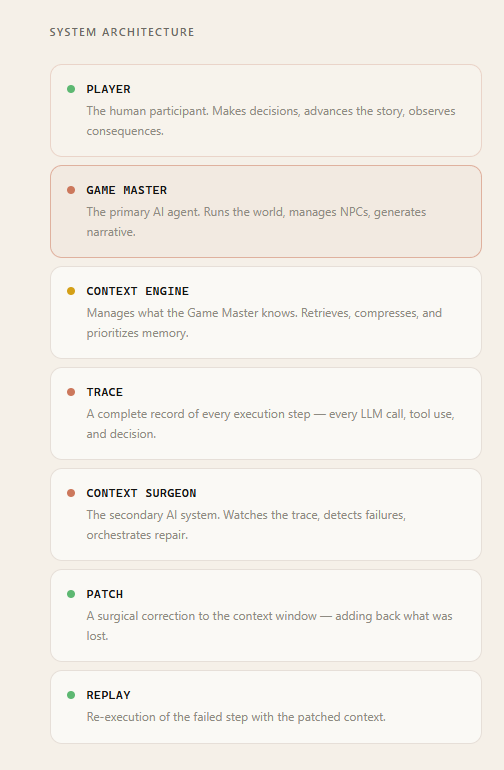 SYSTEM ARCHITECTURE
PLAYER
The human participant. Makes decisions, advances the story, observes
consequences.
GAME MASTER
The primary AI agent. Runs the world, manages NPCs, generates
narrative.
CONTEXT ENGINE
Manages what the Game Master knows. Retrieves, compresses, and
prioritizes memory.
TRACE
A complete record of every execution step — every LLM call, tool use,
and decision.
CONTEXT SURGEON
The secondary AI system. Watches the trace, detects failures,
orchestrates repair.
PATCH
A surgical correction to the context window — adding back what was
lost.
REPLAY
Re-execution of the failed step with the patched context.